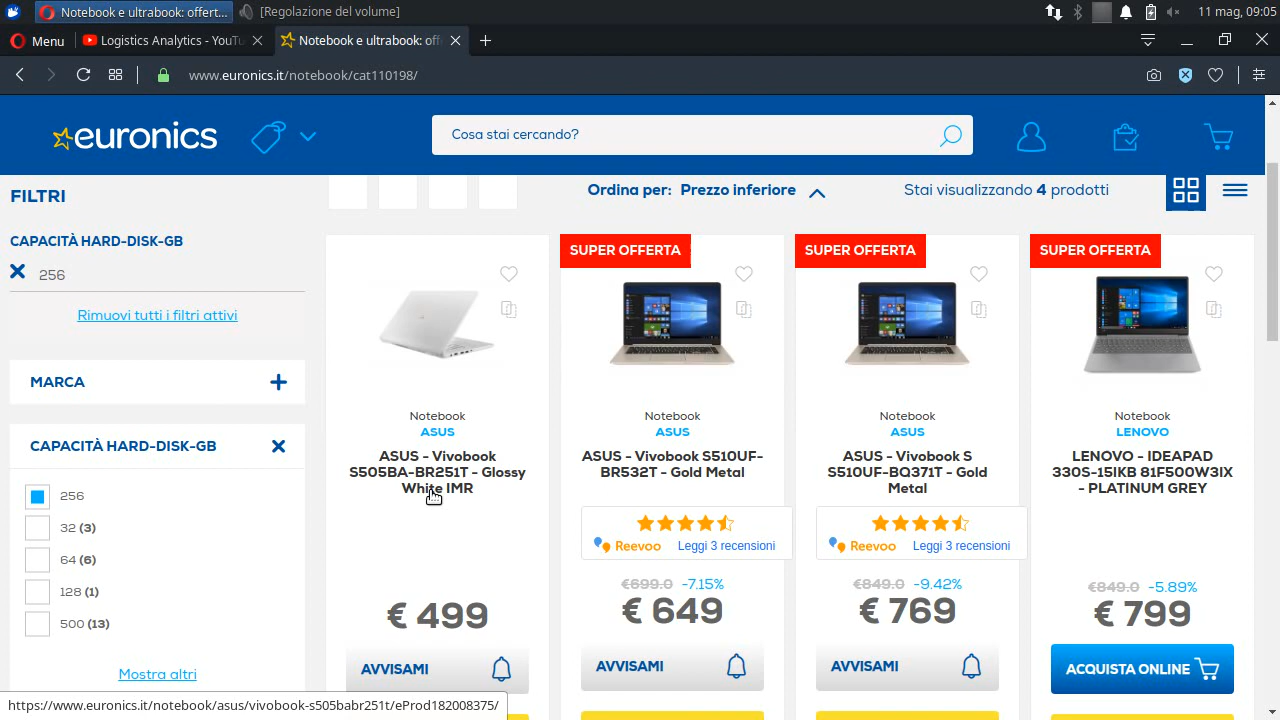 Notebook e ultrabook: offert...
[Regolazione del volume]
11 mag, 09:05
Menu
Logistics Analytics - YouTu
Notebook e ultrabook: off
www.euronics.it/notebook/cat110198/
euronics
Cosa stai cercando?
FILTRI
Ordina per: Prezzo inferiore
Stai visualizzando 4 prodotti
CAPACITÀ HARD-DISK-GB
256
Rimuovi tutti i filtri attivi
MARCA
CAPACITÀ HARD-DISK-GB
256
32 (3)
64 (6)
128 (1)
500 (13)
Mostra altri
Notebook
ASUS
ASUS - Vivobook
S505BA-BR251T - Glossy
White IMR
€ 499
AVVISAMI
SUPER OFFERTA
Notebook
ASUS
ASUS - Vivobook S510UF-
BR532T - Gold Metal
Reevoo Leggi 3 recensioni
€699.0 -7.15%
€ 649
AVVISAMI
SUPER OFFERTA
Notebook
ASUS
ASUS - Vivobook S
S510UF-BQ371T - Gold
Metal
Reevoo Leggi 3 recensioni
€849.0 -9.42%
€ 769
AVVISAMI
SUPER OFFERTA
Notebook
LENOVO
LENOVO - IDEAPAD
330S-15IKB 81F500W3IX
- PLATINUM GREY
€849.0 -5.89%
€ 799
ACQUISTA ONLINE
https://www.euronics.it/notebook/asus/vivobook-s505babr251t/eProd182008375/